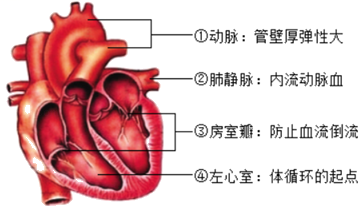 ①动脉：管壁厚弹性大
②肺静脉：内流动脉血
③房室瓣：防止血流倒流
④左心室：体循环的起点